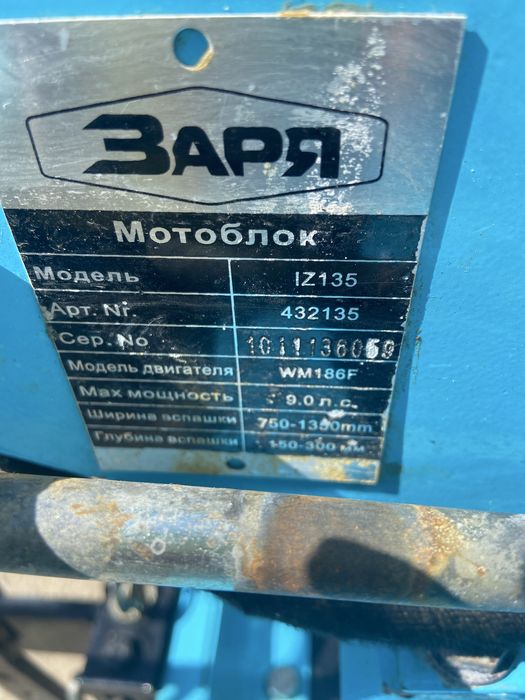 ЗАРЯ
Мотоблок
Модель IZ135
Арт. Nr. 432135
Сер. No 1011136059
Модель двигателя WM186F
Max мощность 9.0 л.с.
Ширина вспашки 750-1350mm
Глубина вспашки 150-300 мм